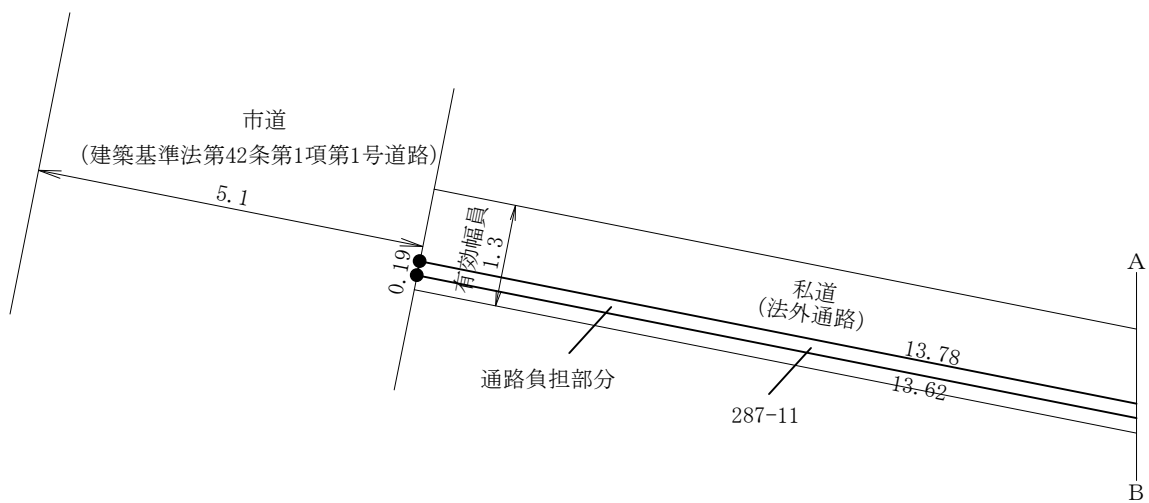 市道
(建築基準法第42条第1項第1号道路)
5.1
有効幅員
1.3
0.19
A
私道
(法外通路)
13.78
13.62
通路負担部分
287-11
B